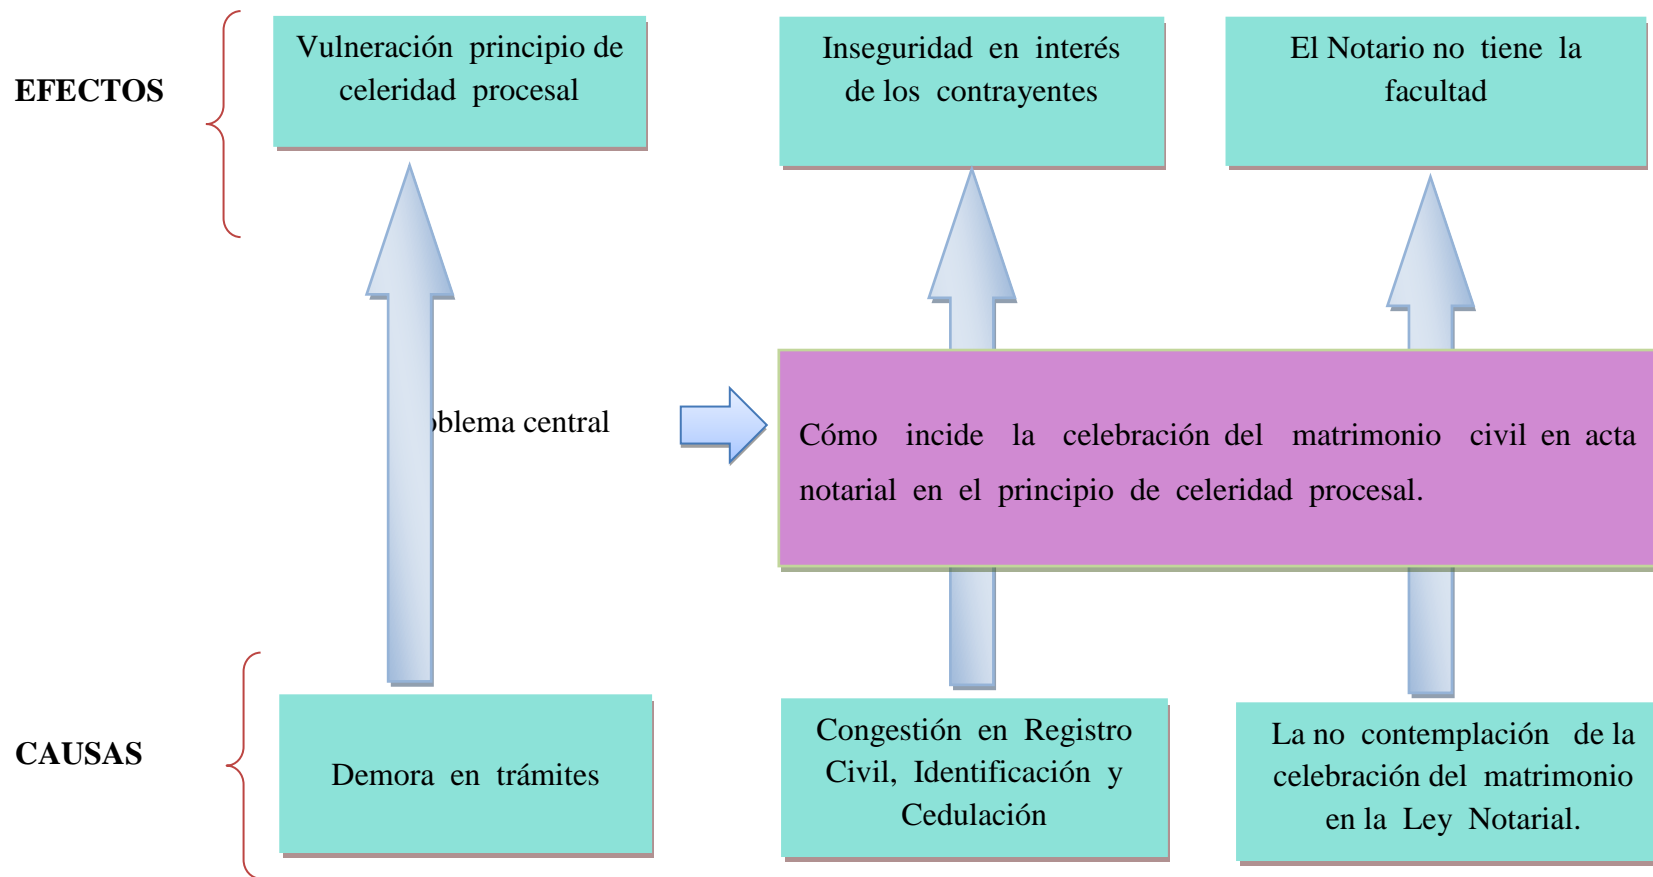 EFECTOS
Vulneración principio de
celeridad procesal
Inseguridad en interés
de los contrayentes
El Notario no tiene la
facultad
oblema central
Cómo incide la celebración del matrimonio civil en acta
notarial en el principio de celeridad procesal.
CAUSAS
Demora en trámites
Congestión en Registro
Civil, Identificación y
Cedulación
La no contemplación de la
celebración del matrimonio
en la Ley Notarial.